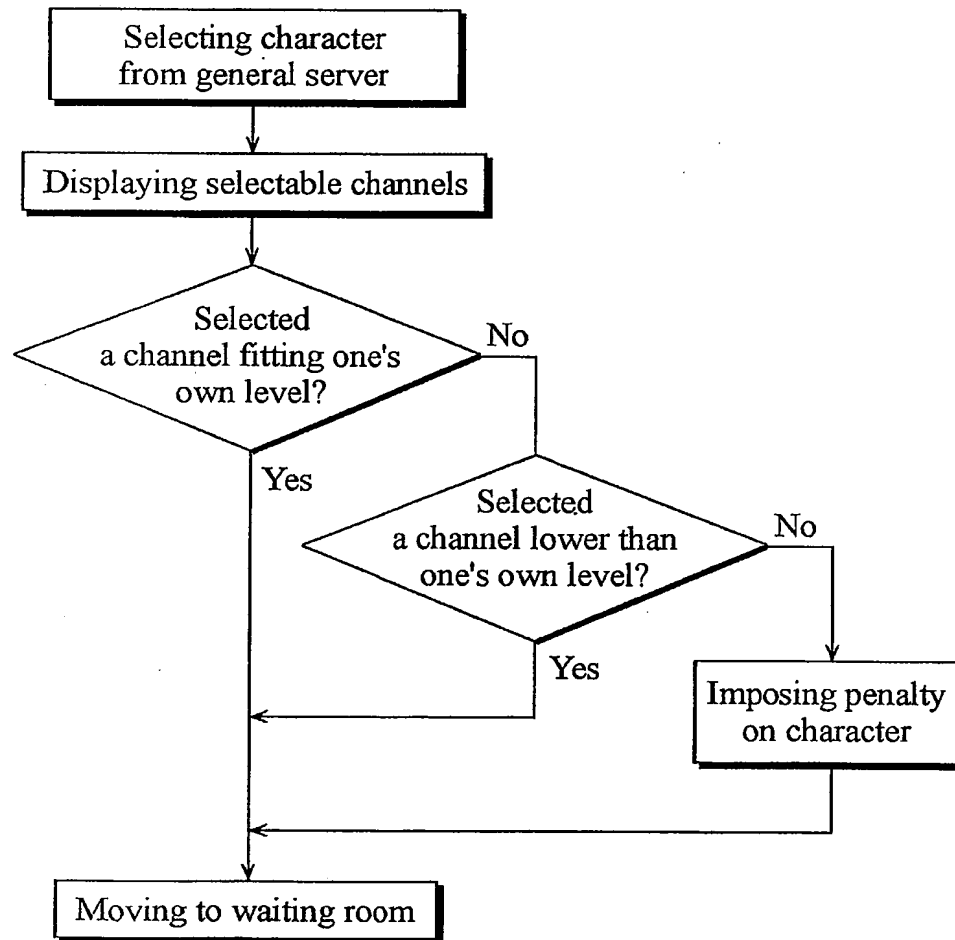 Selecting character
from general server
Displaying selectable channels
Selected
a channel fitting one's
own level?
No
Yes
Selected
a channel lower than
one's own level?
No
Yes
Imposing penalty
on character
Moving to waiting room